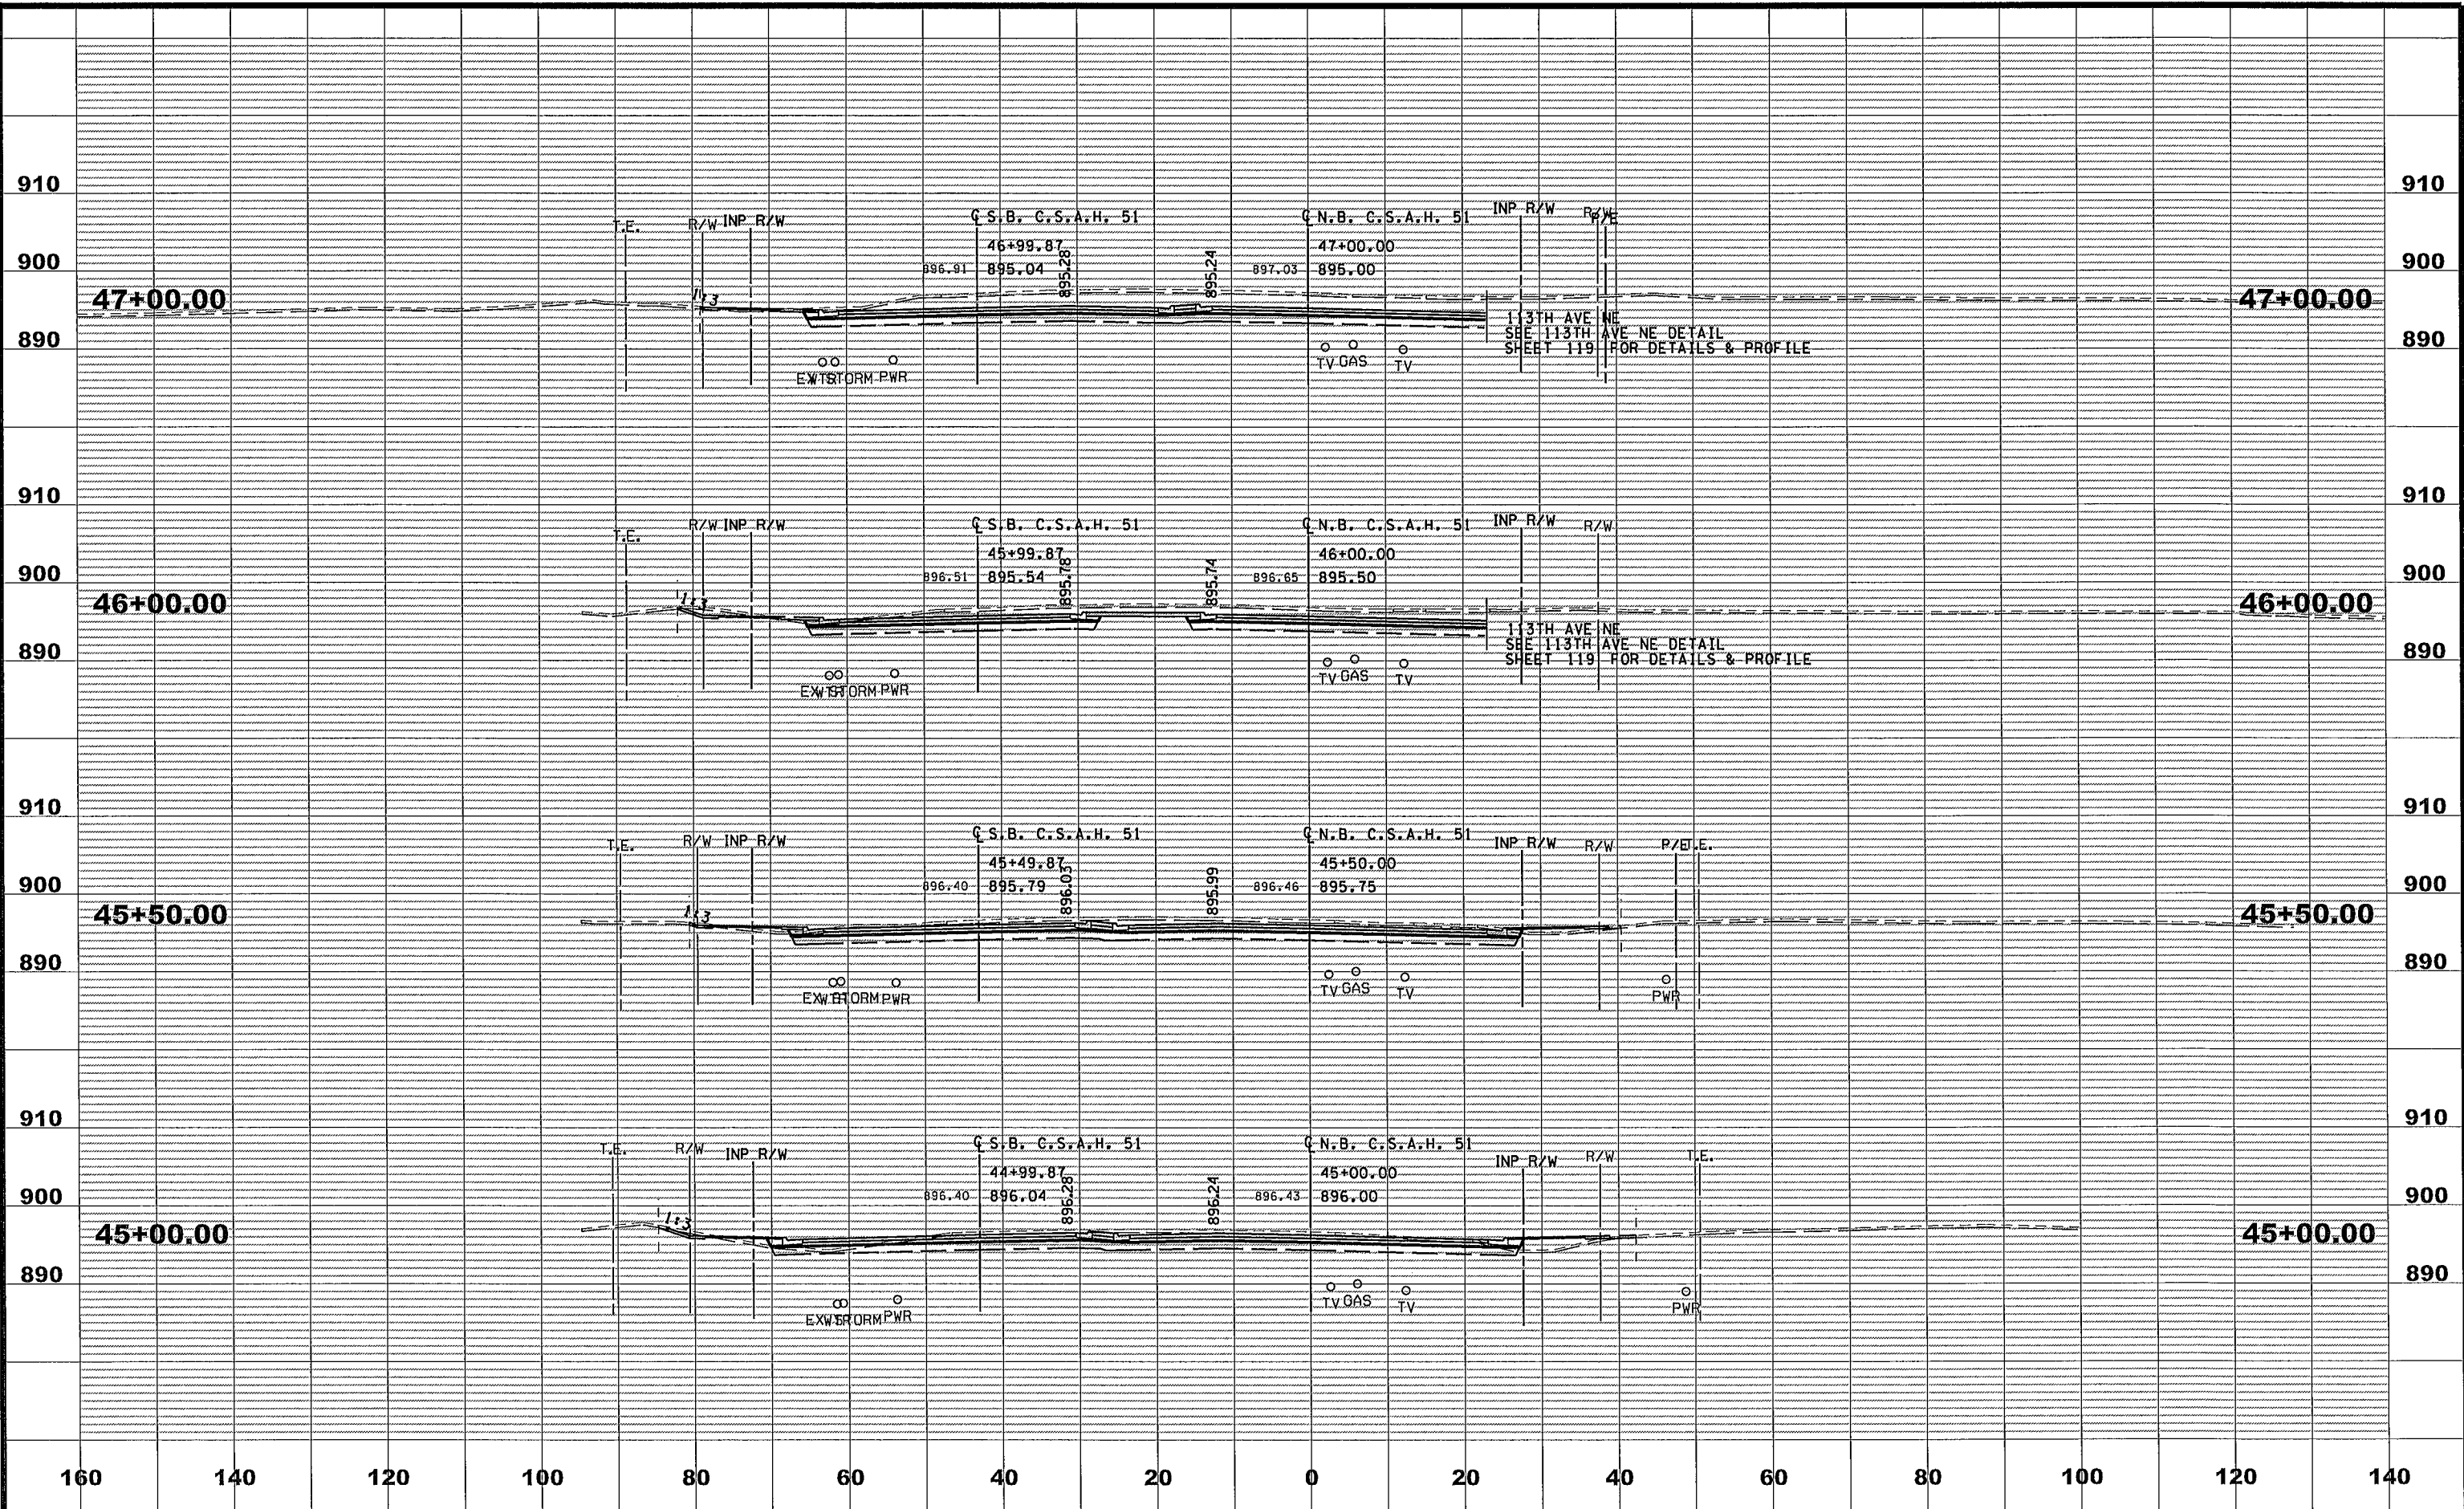 910 910
T.E. R/W INP R/W ℄ S.B. C.S.A.H. 51 ℄ N.B. C.S.A.H. 51 INP R/W R/W P/E
46+99.87 895.28 895.24 47+00.00
900 896.91 895.04 897.03 895.00 900
47+00.00 1:3 47+00.00
113TH AVE NE
SEE 113TH AVE NE DETAIL
890 SHEET 119 FOR DETAILS & PROFILE 890
TV GAS TV
STORM PWR
910 910
T.E. R/W INP R/W ℄ S.B. C.S.A.H. 51 ℄ N.B. C.S.A.H. 51 INP R/W R/W
45+99.87 895.78 895.74 46+00.00
900 896.51 895.54 896.65 895.50 900
46+00.00 1:3 46+00.00
113TH AVE NE
SEE 113TH AVE NE DETAIL
890 SHEET 119 FOR DETAILS & PROFILE 890
TV GAS TV
STORM PWR
910 910
T.E. R/W INP R/W ℄ S.B. C.S.A.H. 51 ℄ N.B. C.S.A.H. 51 INP R/W R/W P/E T.E.
45+49.87 896.03 895.99 45+50.00
900 896.40 895.79 896.46 895.75 900
45+50.00 1:3 45+50.00
890 890
STORM PWR TV GAS TV PWR
910 910
T.E. R/W INP R/W ℄ S.B. C.S.A.H. 51 ℄ N.B. C.S.A.H. 51 INP R/W R/W T.E.
44+99.87 896.28 896.24 45+00.00
900 896.40 896.04 896.43 896.00 900
45+00.00 1:3 45+00.00
890 890
STORM PWR TV GAS TV PWR
160 140 120 100 80 60 40 20 0 20 40 60 80 100 120 140